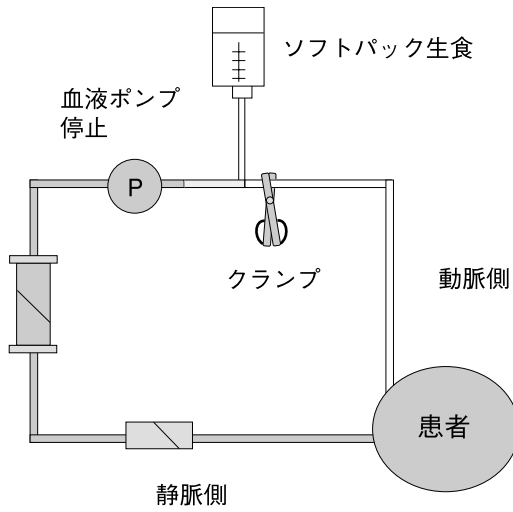 ソフトパック生食
血液ポンプ
停止
P
クランプ
動脈側
患者
静脈側